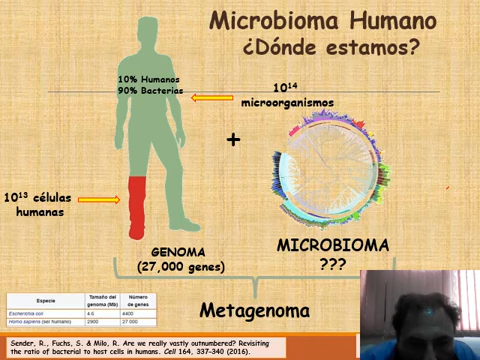 Microbioma Humano
¿Dónde estamos?
10% Humanos
90% Bacterias
10¹⁴
microorganismos
+
10¹³ células
humanas
GENOMA
(27,000 genes)
MICROBIOMA
???
Metagenoma
Especie Tamaño del genoma (Mb) Número de genes
Escherichia coli 4.6 4400
Homo sapiens (ser humano) 2900 27 000
Sender, R., Fuchs, S. & Milo, R. Are we really vastly outnumbered? Revisiting
the ratio of bacterial to host cells in humans. Cell 164, 337–340 (2016).